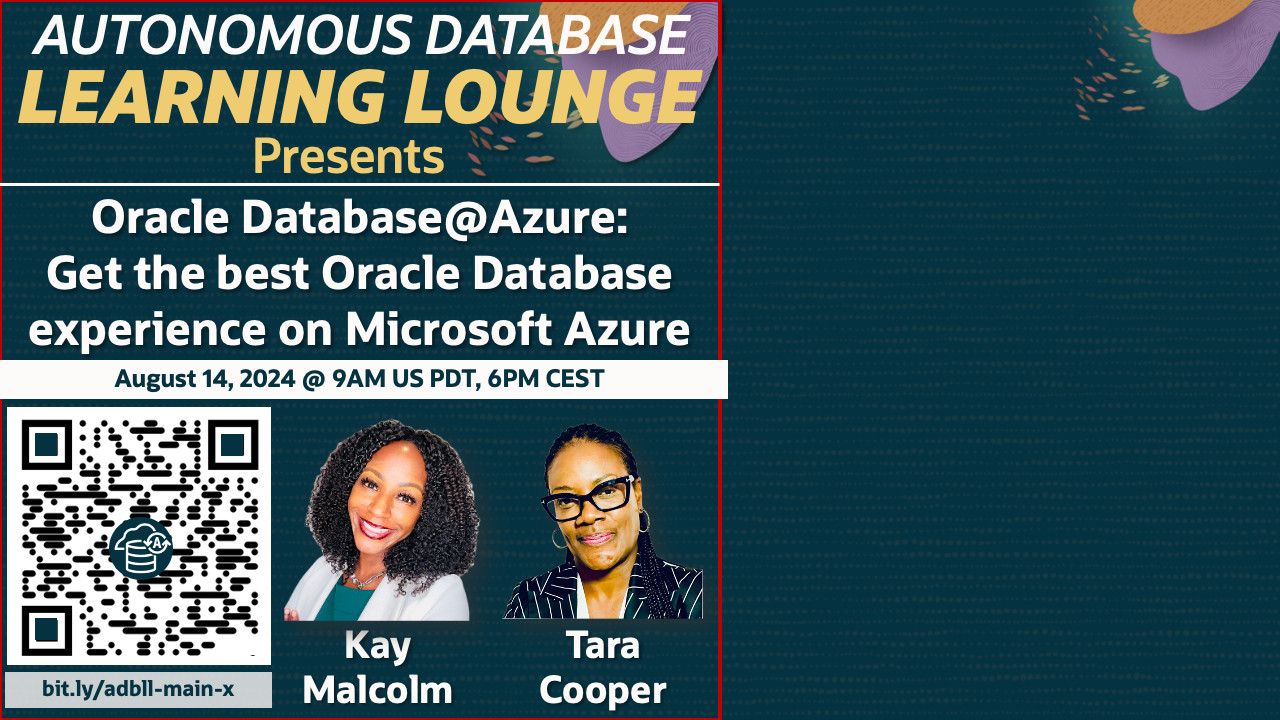 AUTONOMOUS DATABASE
LEARNING LOUNGE
Presents
Oracle Database@Azure:
Get the best Oracle Database
experience on Microsoft Azure
August 14, 2024 @ 9AM US PDT, 6PM CEST
A
bit.ly/adbll-main-x
Kay
Malcolm
Tara
Cooper